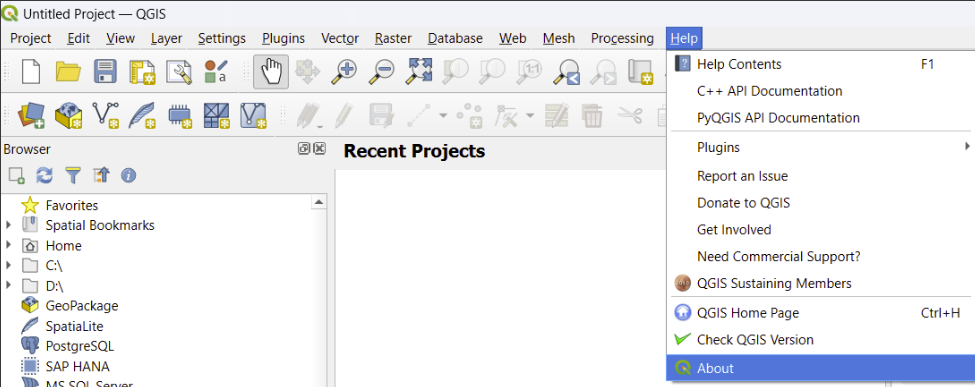 Untitled Project — QGIS
Project Edit View Layer Settings Plugins Vector Raster Database Web Mesh Processing Help
Help Contents F1
C++ API Documentation
PyQGIS API Documentation
Plugins
Report an Issue
Donate to QGIS
Get Involved
Need Commercial Support?
QGIS Sustaining Members
QGIS Home Page Ctrl+H
Check QGIS Version
About
a
1:1
Browser
Favorites
Spatial Bookmarks
Home
C:\
D:\
GeoPackage
SpatiaLite
PostgreSQL
SAP HANA
MS SQL Server
Recent Projects